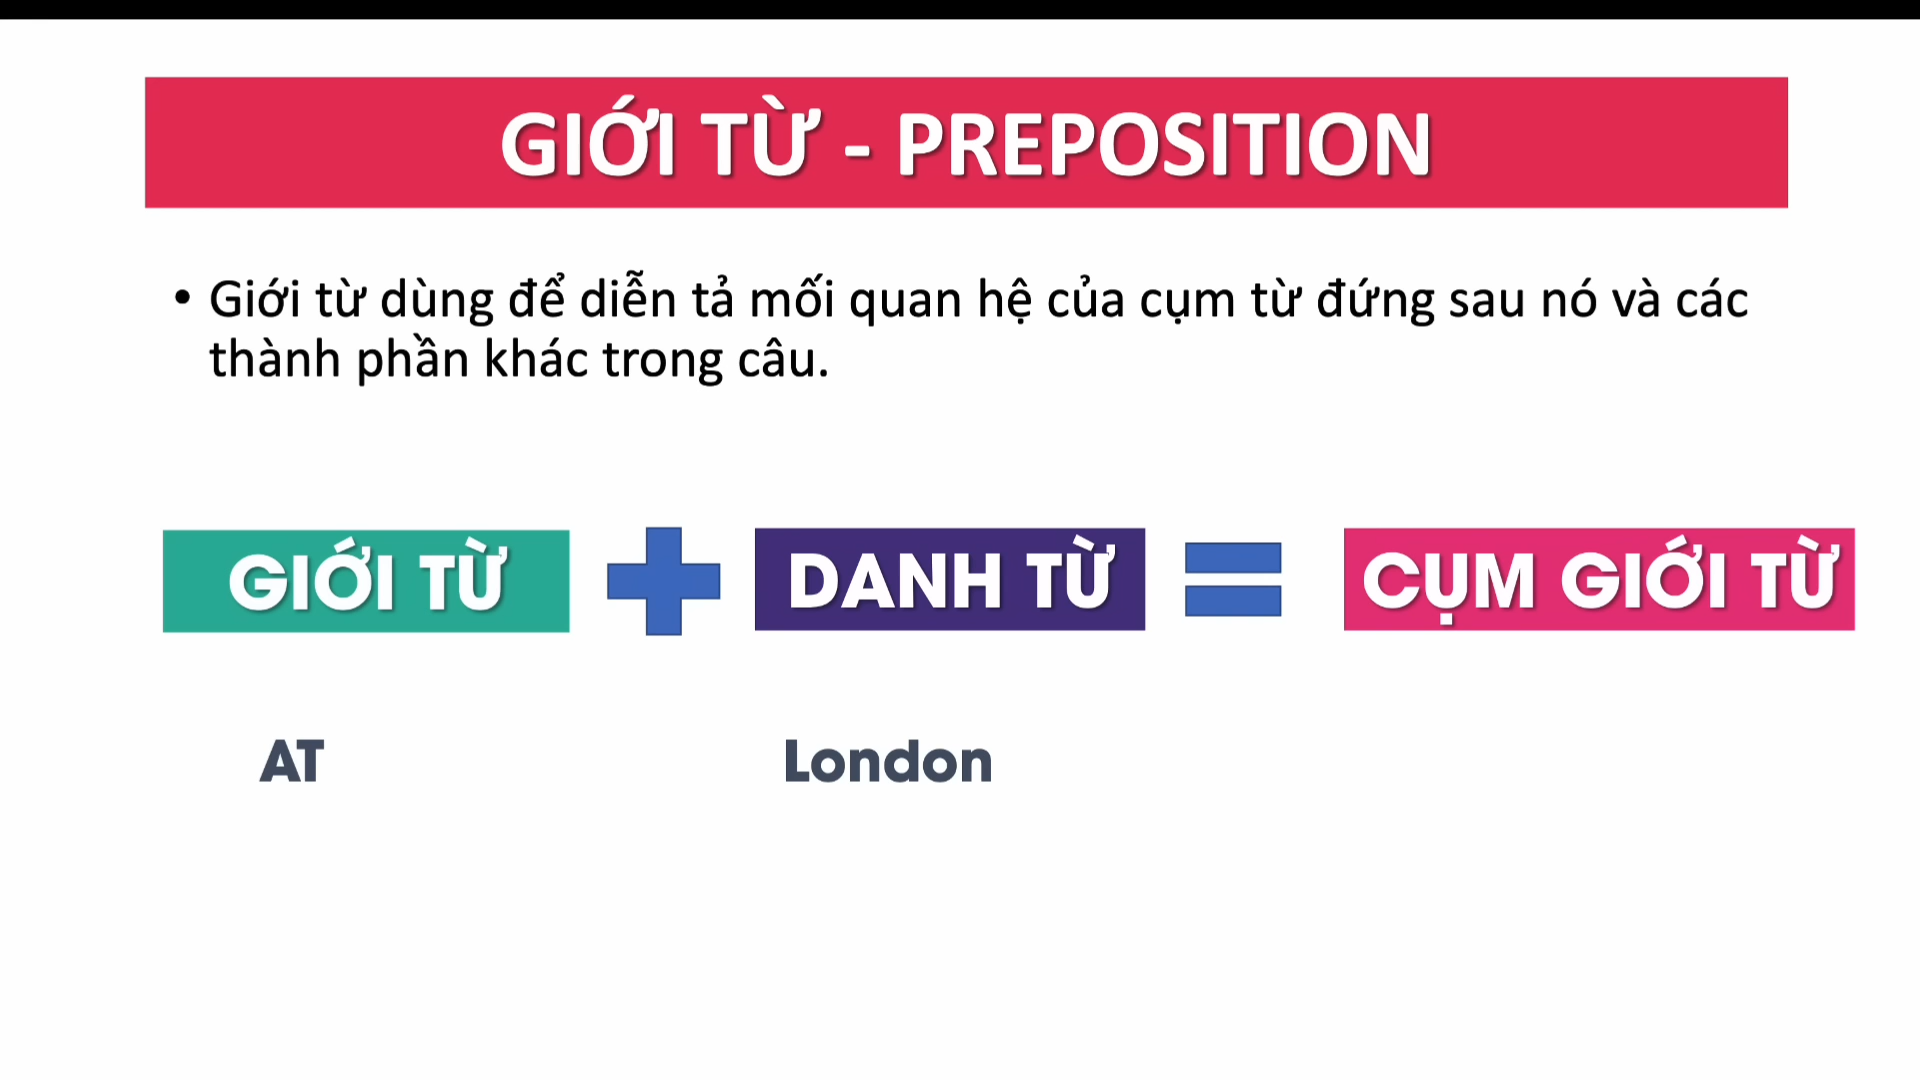 GIỚI TỪ - PREPOSITION
• Giới từ dùng để diễn tả mối quan hệ của cụm từ đứng sau nó và các
thành phần khác trong câu.
GIỚI TỪ + DANH TỪ = CỤM GIỚI TỪ
AT London